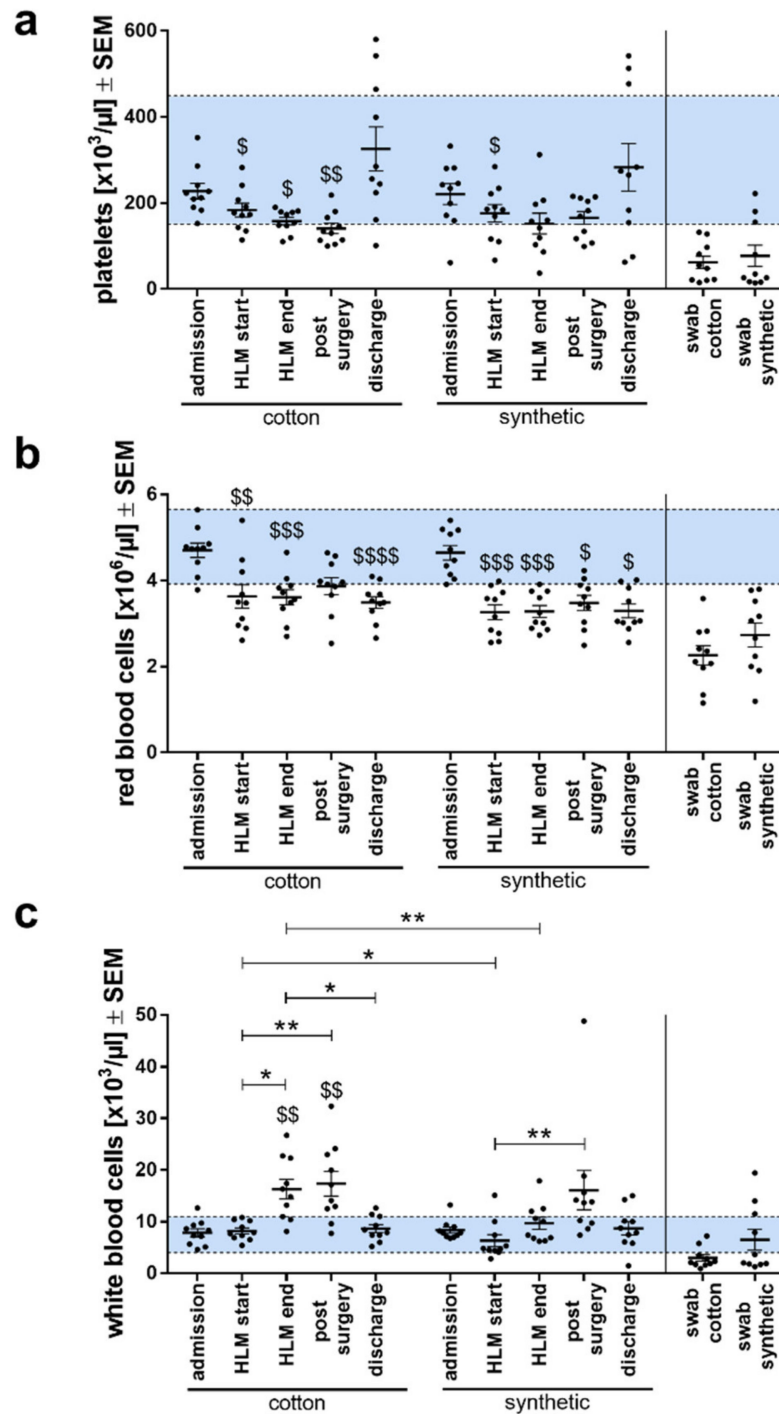 a
platelets [x10³/µl] ± SEM
600
400
200
0
$ $ $$ $
admission HLM start HLM end post surgery discharge admission HLM start HLM end post surgery discharge swab cotton swab synthetic
cotton synthetic
b
red blood cells [x10⁶/µl] ± SEM
6
4
2
0
$$ $$$ $$$$ $$$ $$$ $ $
admission HLM start HLM end post surgery discharge admission HLM start HLM end post surgery discharge swab cotton swab synthetic
cotton synthetic
c
white blood cells [x10³/µl] ± SEM
**
*
*
**
*
**
$$ $$
50
40
30
20
10
0
admission HLM start HLM end post surgery discharge admission HLM start HLM end post surgery discharge swab cotton swab synthetic
cotton synthetic